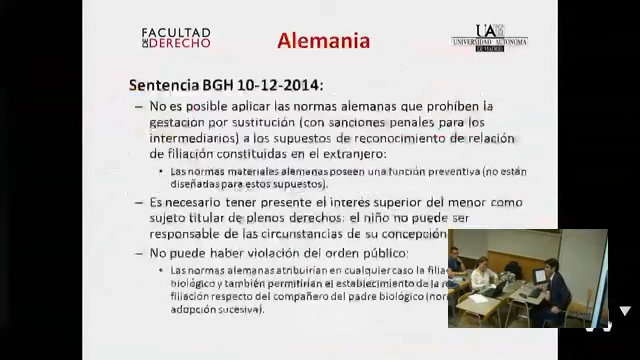 FACULTAD
DE DERECHO
UNIVERSIDAD AUTONOMA
DE MADRID
Alemania
Sentencia BGH 10-12-2014:
– No es posible aplicar las normas alemanas que prohíben la
gestación por sustitución (con sanciones penales para los
intermediarios) a los supuestos de reconocimiento de relación
de filiación constituidas en el extranjero:
• Las normas materiales alemanas poseen una función preventiva (no están
diseñadas para estos supuestos).
– Es necesario tener presente el interés superior del menor como
sujeto titular de plenos derechos: el niño no puede ser
responsable de las circunstancias de su concepción
– No puede haber violación del orden público:
• Las normas alemanas atribuirían en cualquier caso la filia
biológico y también permitirían el establecimiento de la
filiación respecto del compañero del padre biológico (nor
adopción sucesiva).